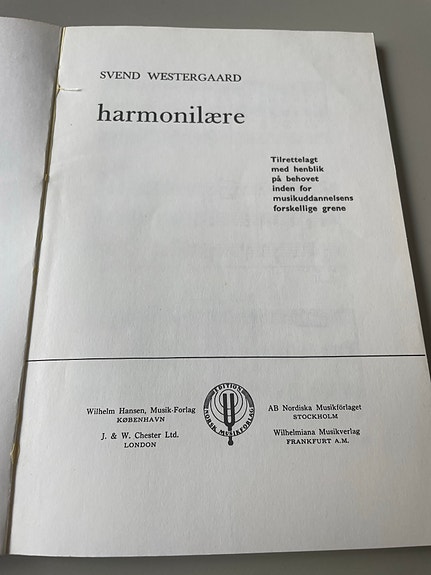 SVEND WESTERGAARD
harmonilære
Tilrettelagt
med henblik
på behovet
inden for
musikuddannelsens
forskellige grene
Wilhelm Hansen, Musik-Forlag
KØBENHAVN
J. & W. Chester Ltd.
LONDON
EDITION
NORSK MUSIKFORLAG
AB Nordiska Musikförlaget
STOCKHOLM
Wilhelmiana Musikverlag
FRANKFURT A.M.